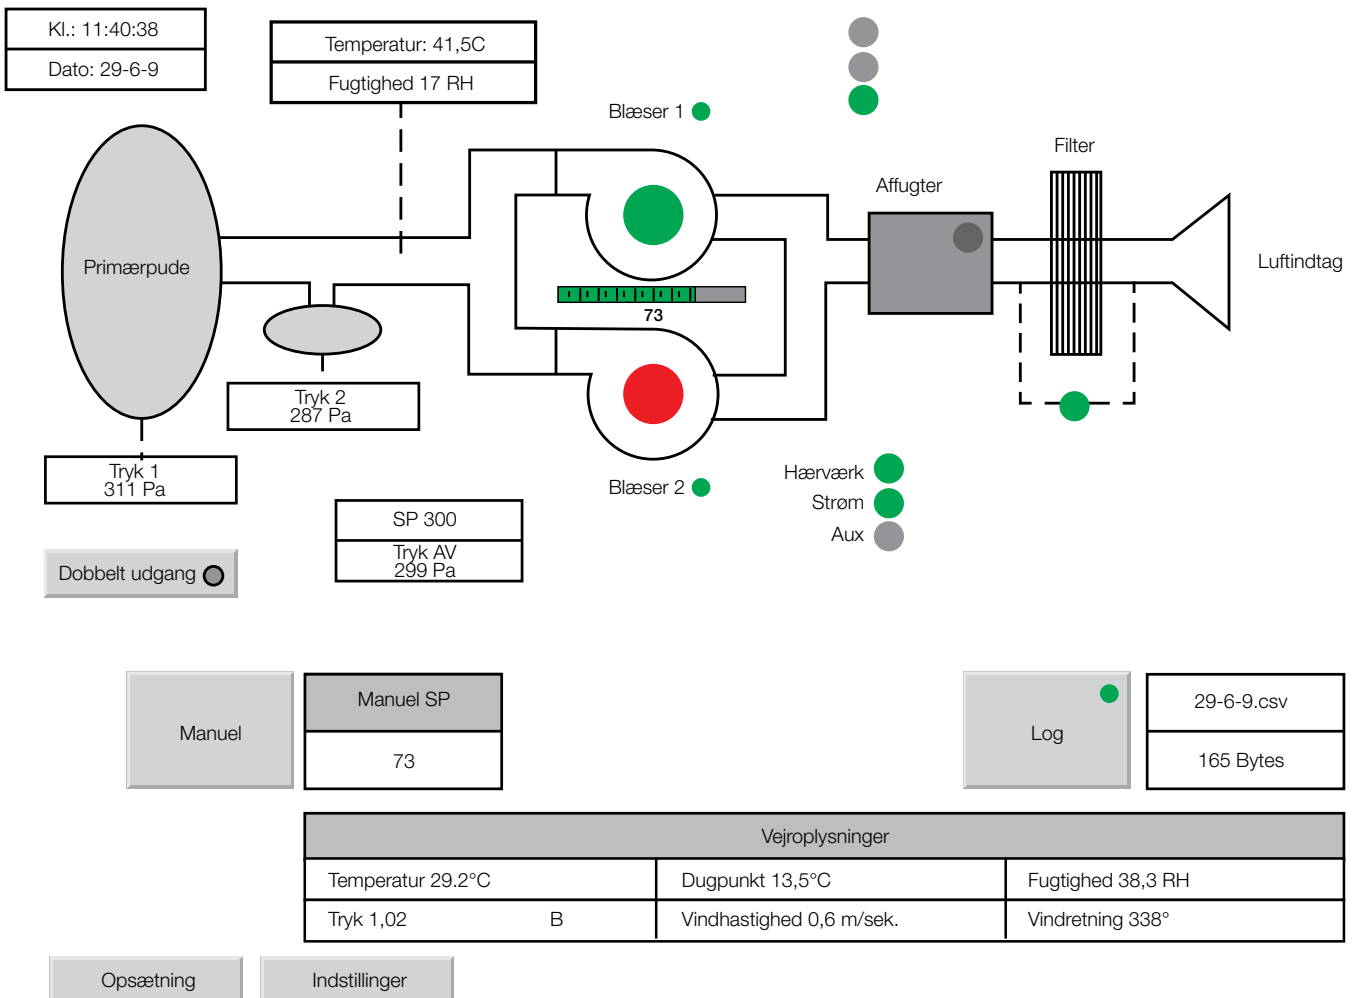 Kl.: 11:40:38
Dato: 29-6-9
Temperatur: 41,5C
Fugtighed 17 RH
Blæser 1
Filter
Affugter
Primærpude
Luftindtag
73
Tryk 2
287 Pa
Tryk 1
311 Pa
Blæser 2
Hærværk
Strøm
Aux
SP 300
Tryk AV
299 Pa
Dobbelt udgang
Manuel
Manuel SP
73
Log
29-6-9.csv
165 Bytes
Vejroplysninger
Temperatur 29.2°C
Dugpunkt 13,5°C
Fugtighed 38,3 RH
Tryk 1,02 B
Vindhastighed 0,6 m/sek.
Vindretning 338°
Opsætning
Indstillinger